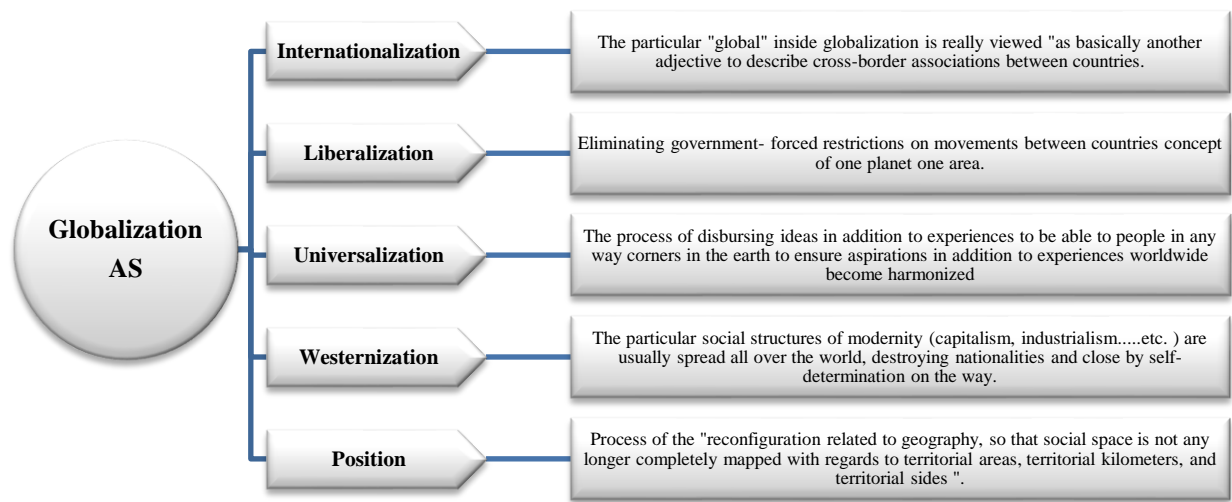 Globalization
AS
Internationalization
The particular "global" inside globalization is really viewed "as basically another
adjective to describe cross-border associations between countries.
Liberalization
Eliminating government- forced restrictions on movements between countries concept
of one planet one area.
Universalization
The process of disbursing ideas in addition to experiences to be able to people in any
way corners in the earth to ensure aspirations in addition to experiences worldwide
become harmonized
Westernization
The particular social structures of modernity (capitalism, industrialism.....etc. ) are
usually spread all over the world, destroying nationalities and close by self-
determination on the way.
Position
Process of the "reconfiguration related to geography, so that social space is not any
longer completely mapped with regards to territorial areas, territorial kilometers, and
territorial sides ".